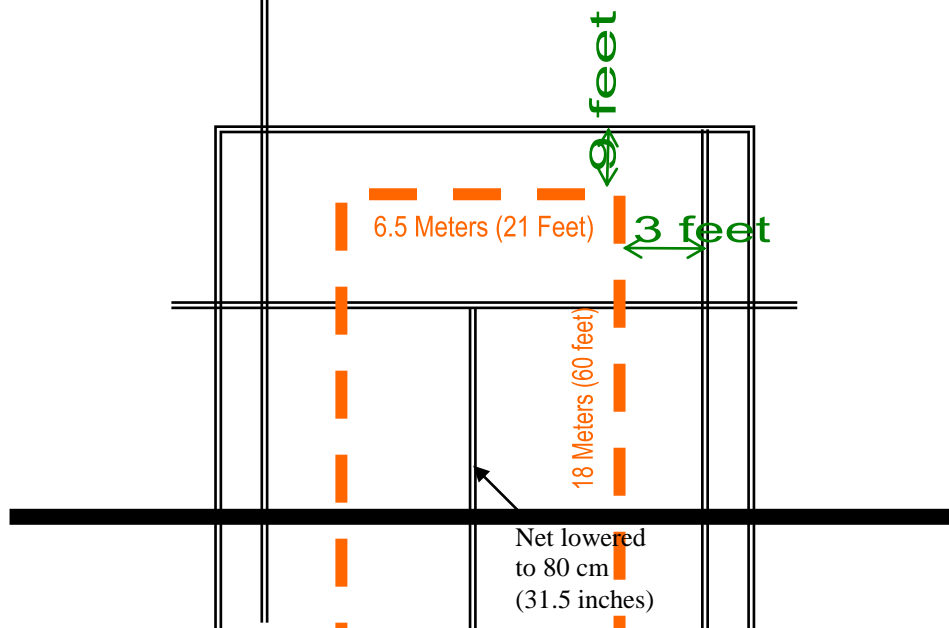 9 feet
6.5 Meters (21 Feet)
3 feet
18 Meters (60 feet)
Net lowered
to 80 cm
(31.5 inches)